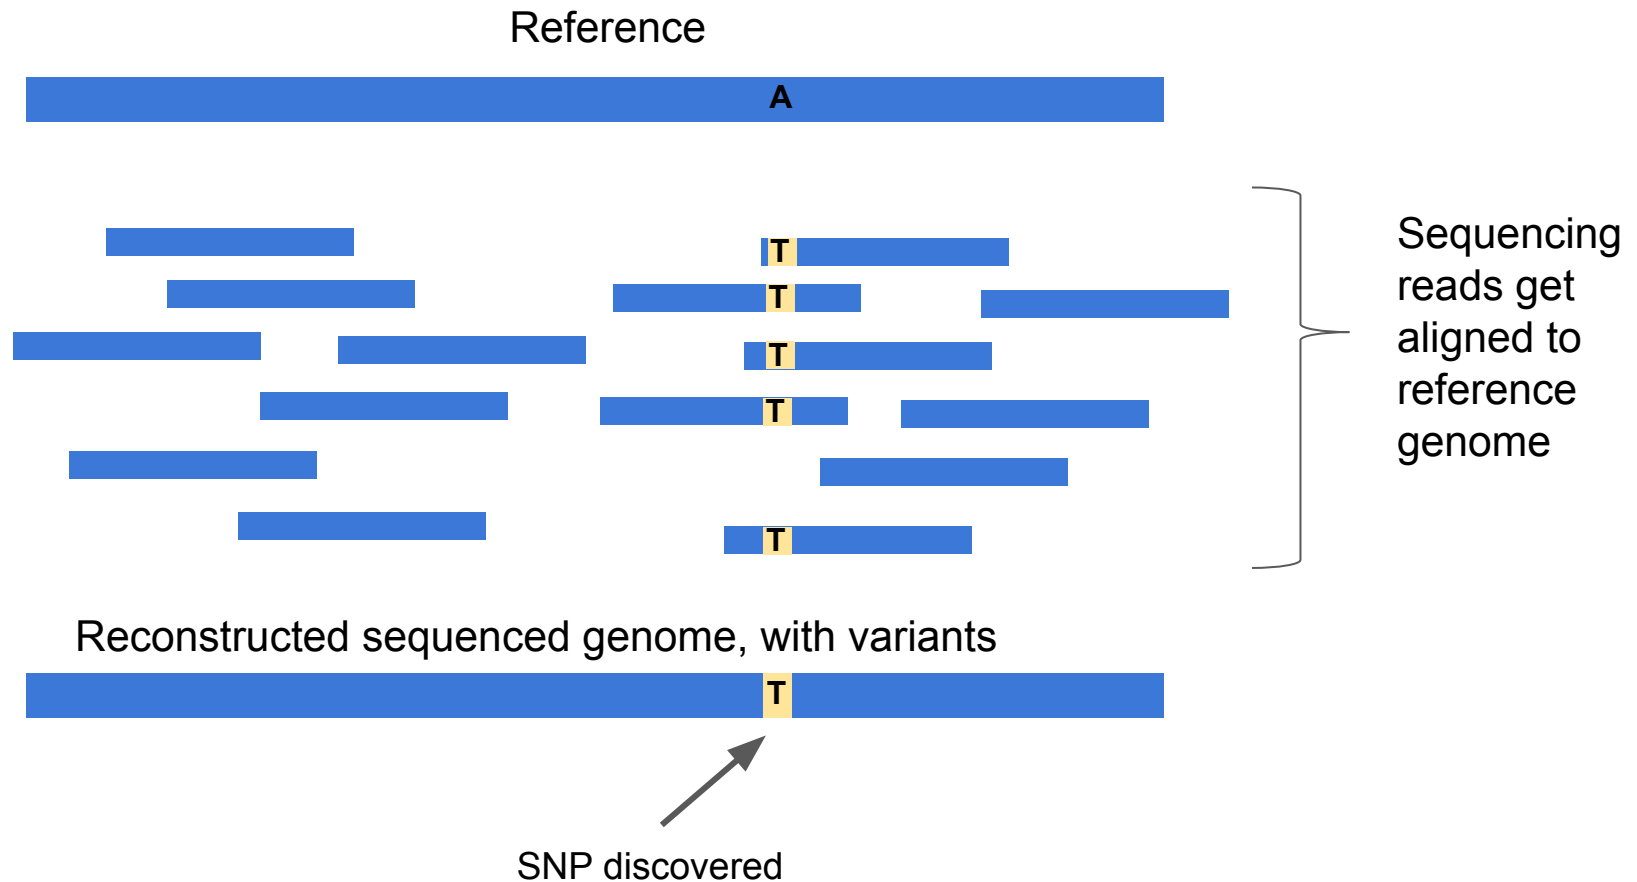 Reference
A
T
T
T
T
T
Sequencing
reads get
aligned to
reference
genome
Reconstructed sequenced genome, with variants
T
SNP discovered